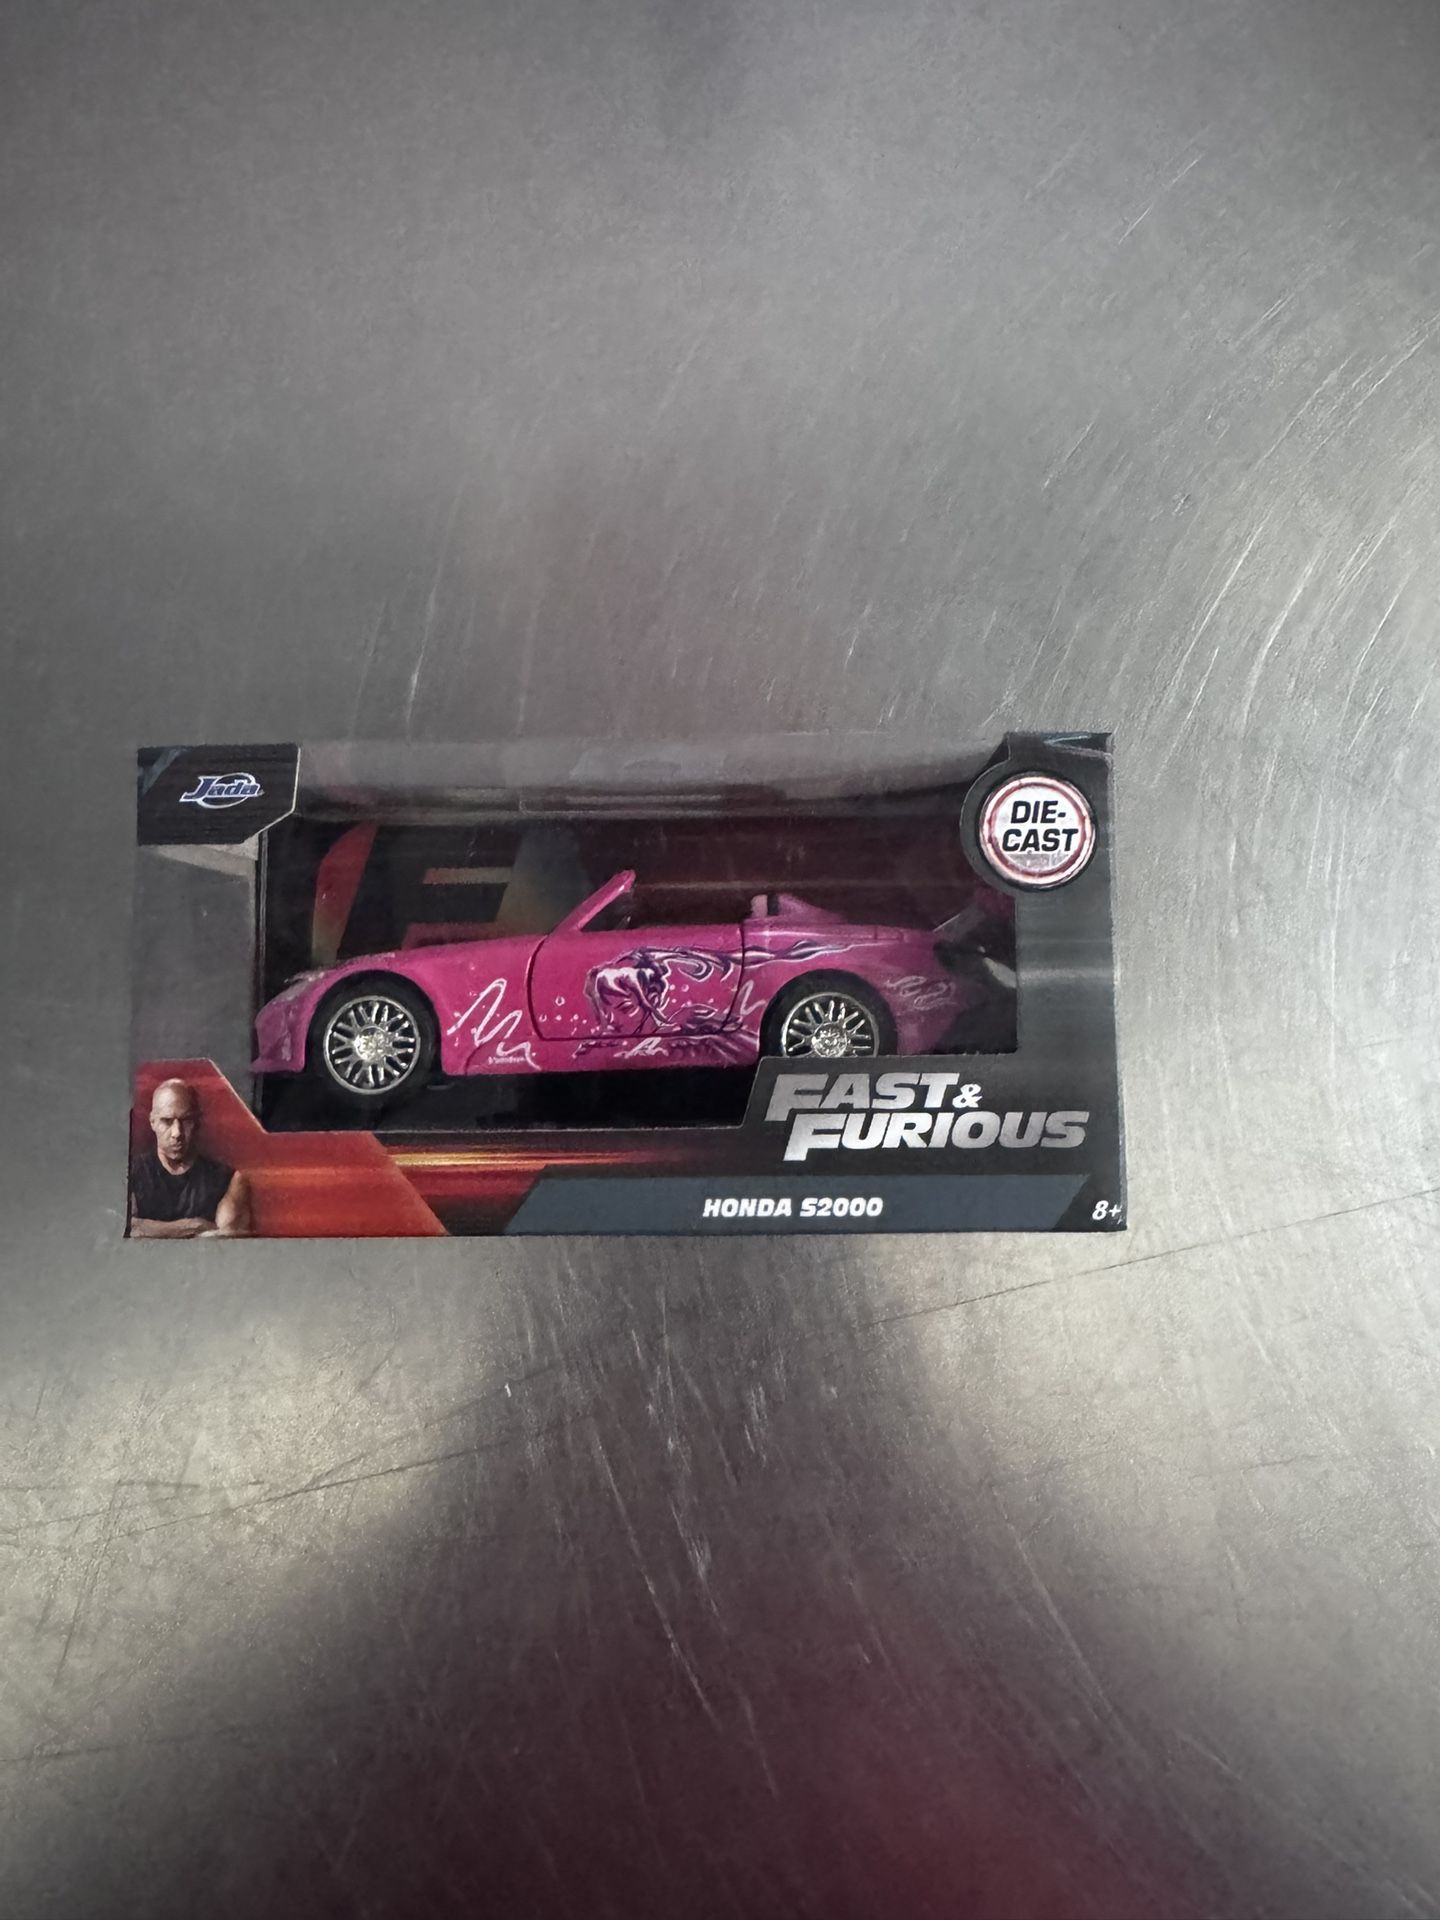 Jada
DIE-
CAST
FAST &
FURIOUS
HONDA S2000
8+